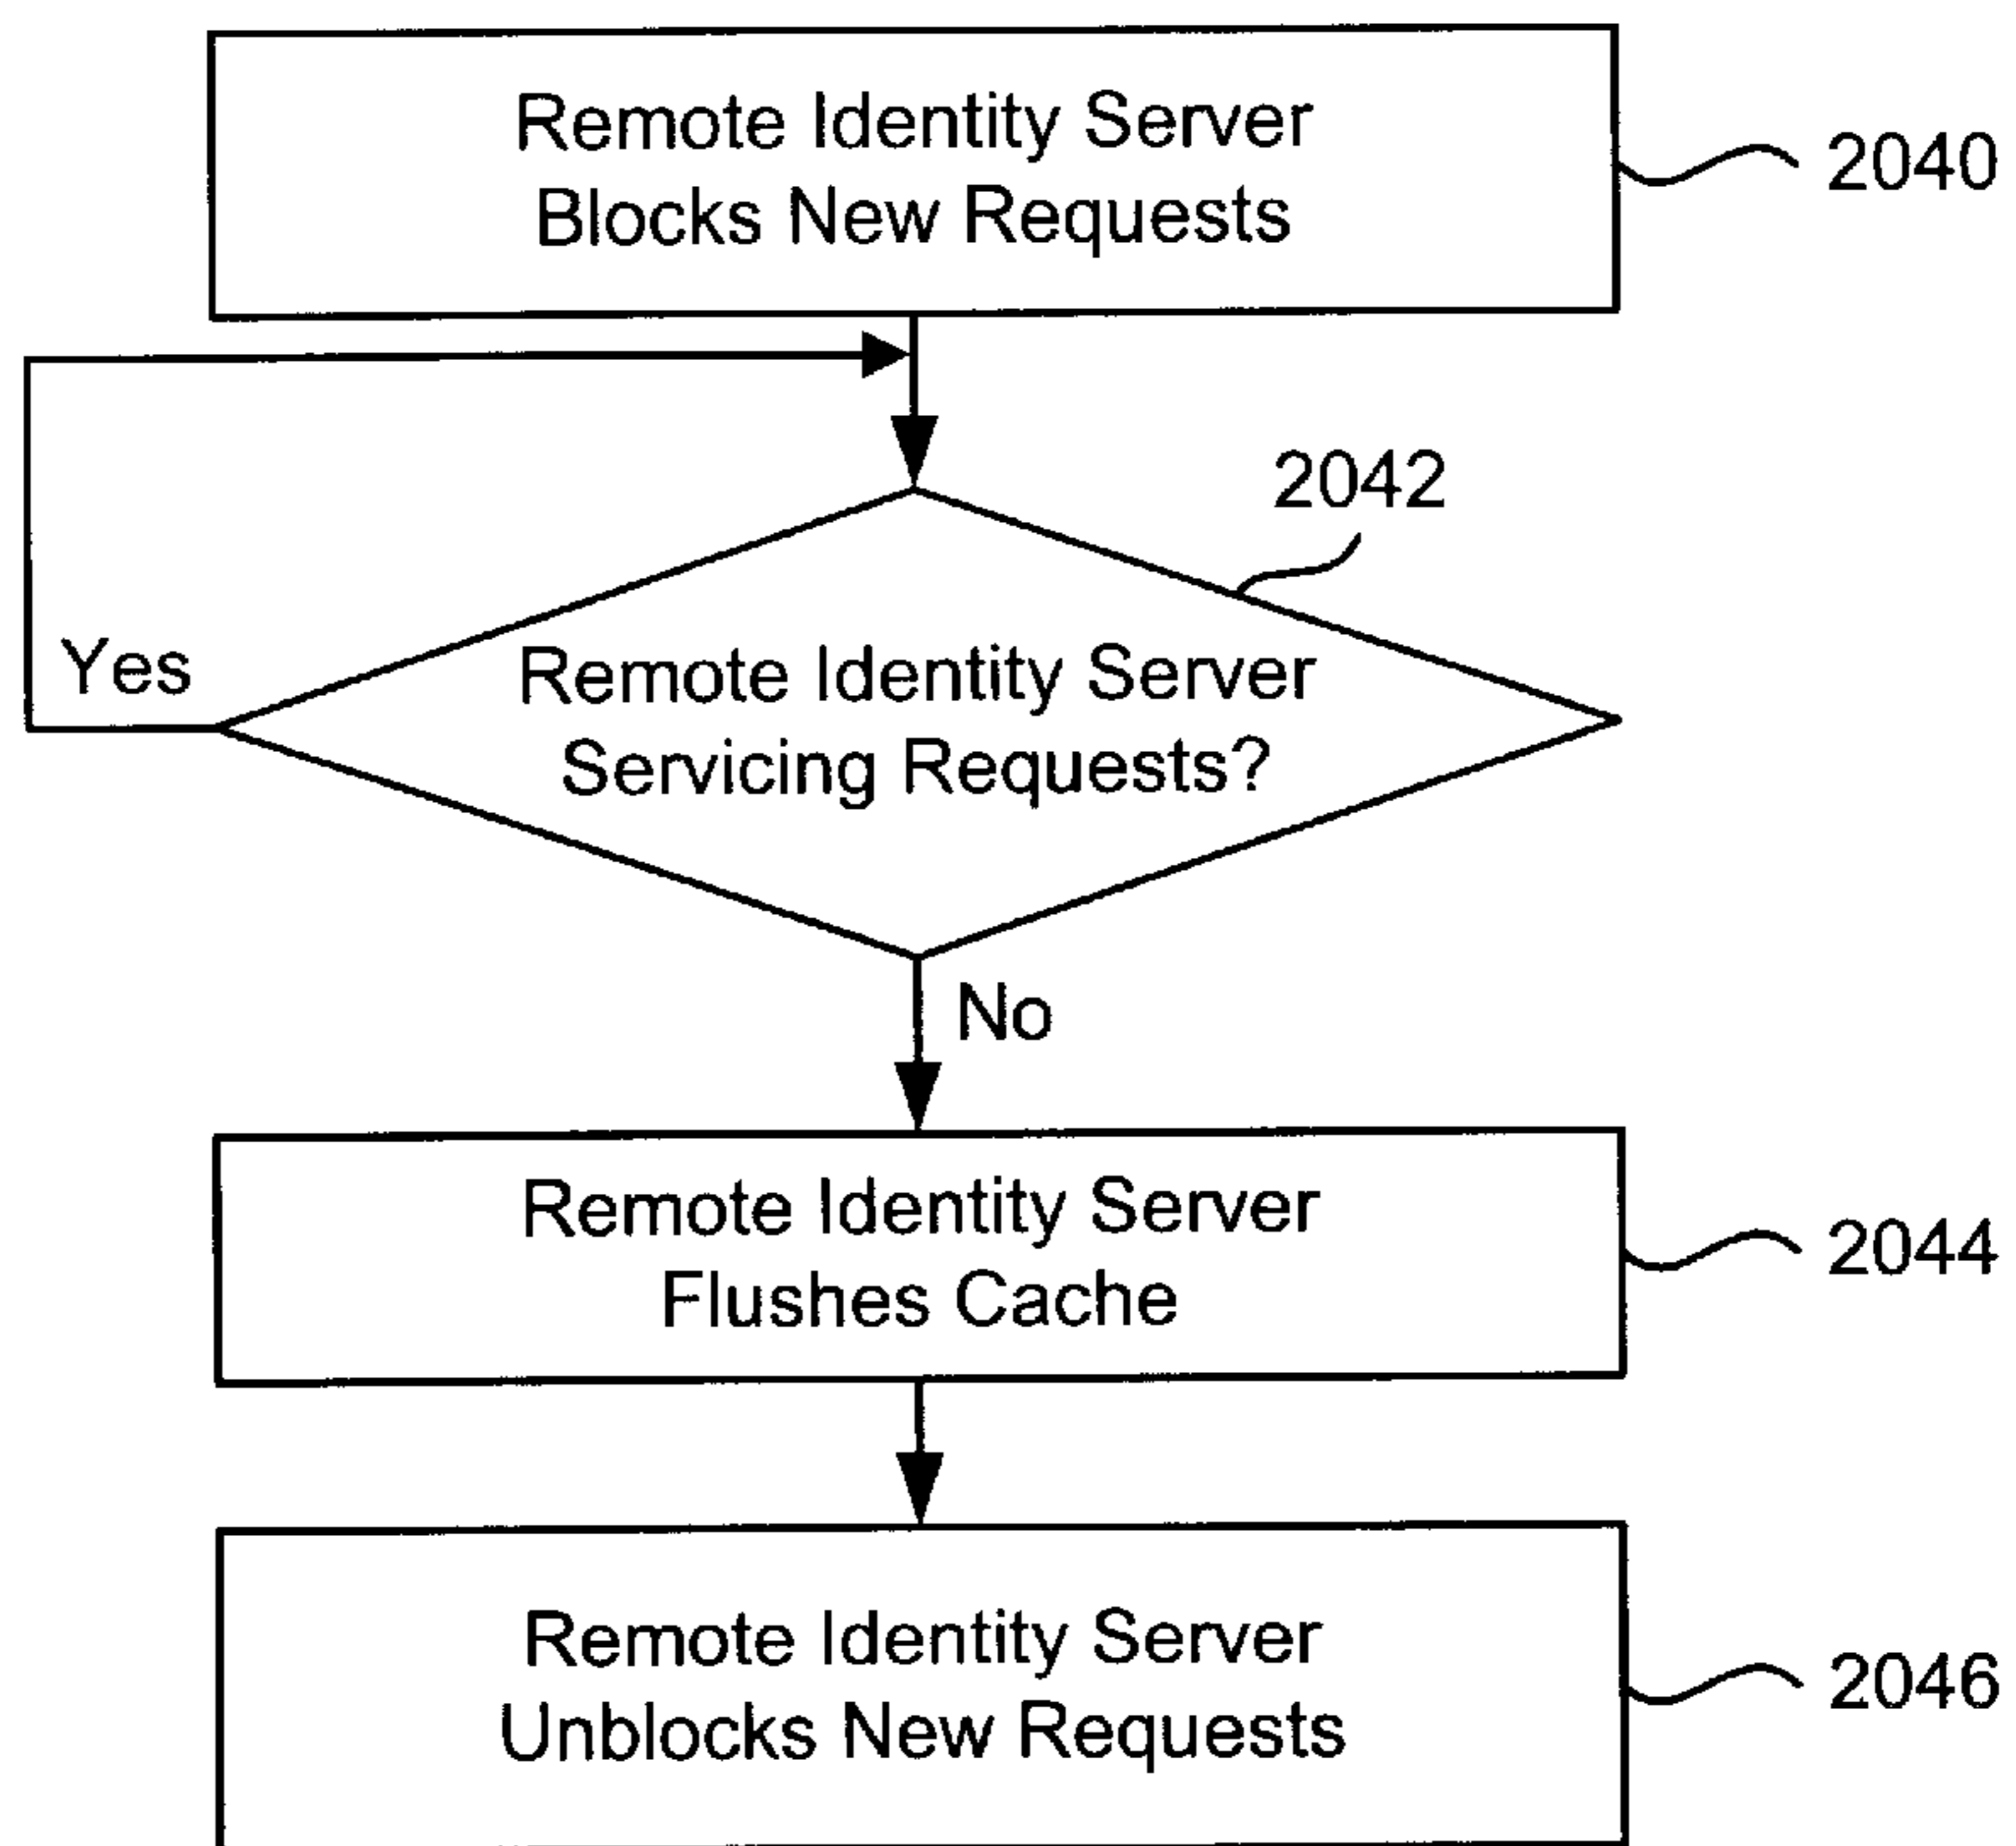 Remote Identity Server
Blocks New Requests
2040
2042
Yes
Remote Identity Server
Servicing Requests?
No
Remote Identity Server
Flushes Cache
2044
Remote Identity Server
Unblocks New Requests
2046